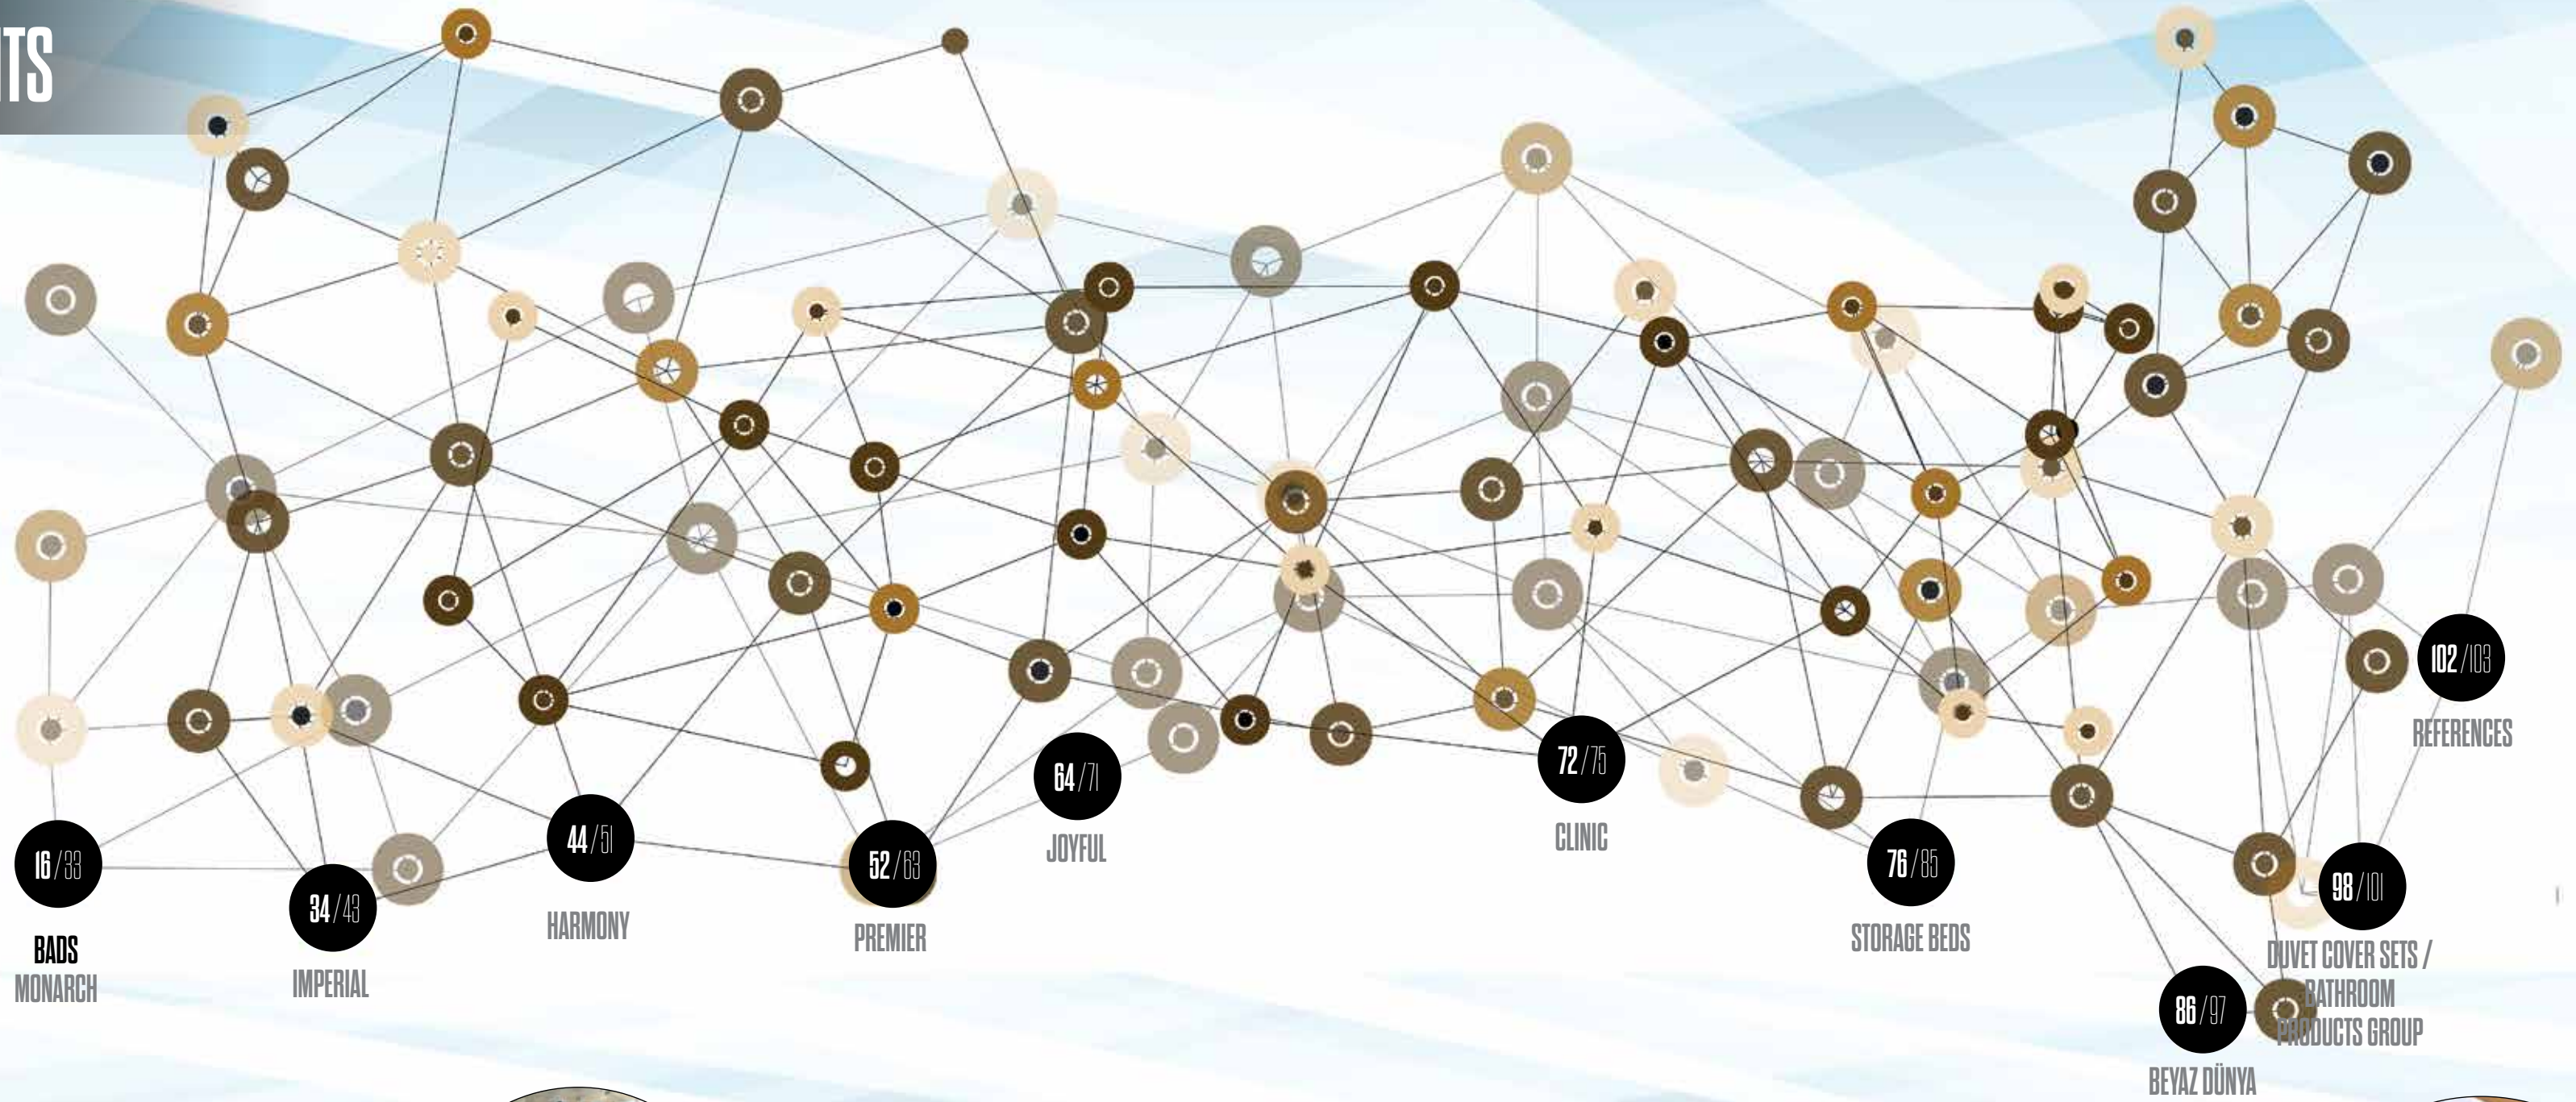 16/33
BADS
MONARCH
34/43
IMPERIAL
44/51
HARMONY
52/63
PREMIER
64/71
JOYFUL
72/75
CLINIC
76/85
STORAGE BEDS
86/97
BEYAZ DÜNYA
98/101
DUVET COVER SETS /
BATHROOM
PRODUCTS GROUP
102/103
REFERENCES